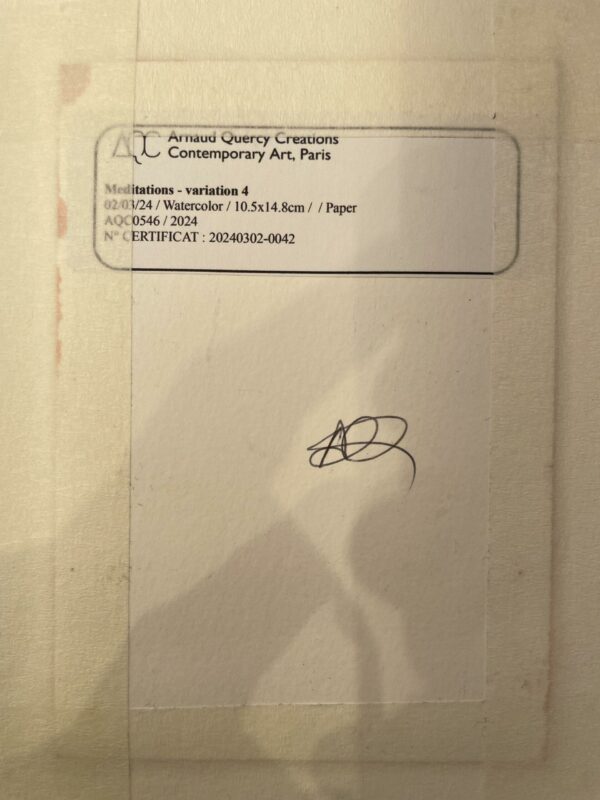 AQC Arnaud Quercy Creations
Contemporary Art, Paris
Meditations - variation 4
02/03/24 / Watercolor / 10.5x14.8cm / / Paper
AQC0546 / 2024
N° CERTIFICAT : 20240302-0042